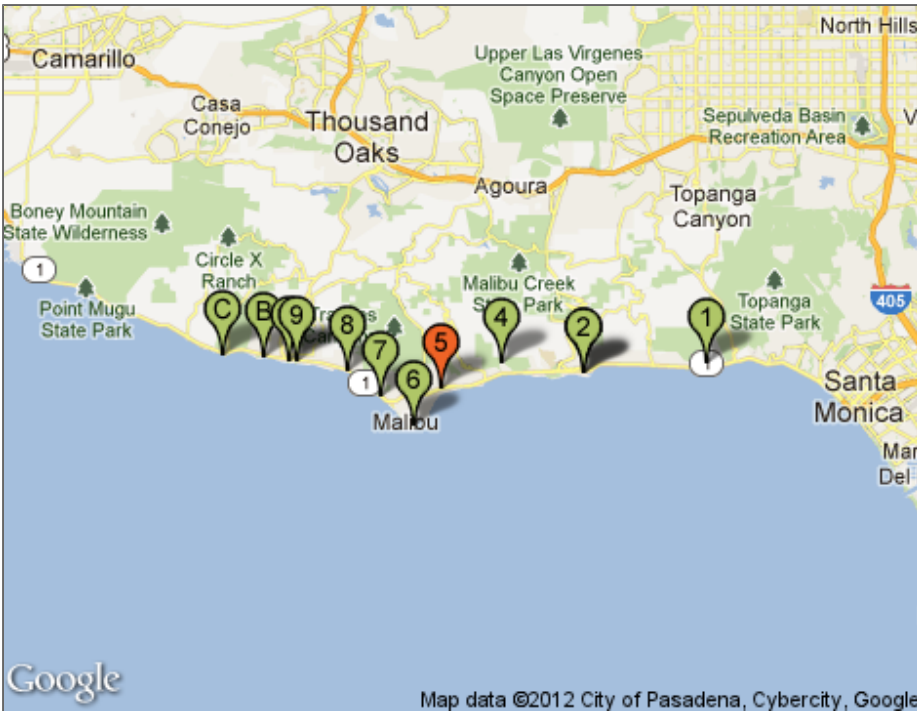 North Hills
Camarillo
Upper Las Virgenes
Canyon Open
Space Preserve
Casa
Conejo
Thousand
Oaks
Sepulveda Basin
Recreation Area
V
Agoura
Topanga
Canyon
Boney Mountain
State Wilderness
1
Circle X
Ranch
Point Mugu
State Park
Malibu Creek
Park
Topanga
State Park
405
C
B
9
8
7
6
5
4
2
1
1
1
Malibu
Santa
Monica
Mar
Del
Google
Map data ©2012 City of Pasadena, Cybercity, Google